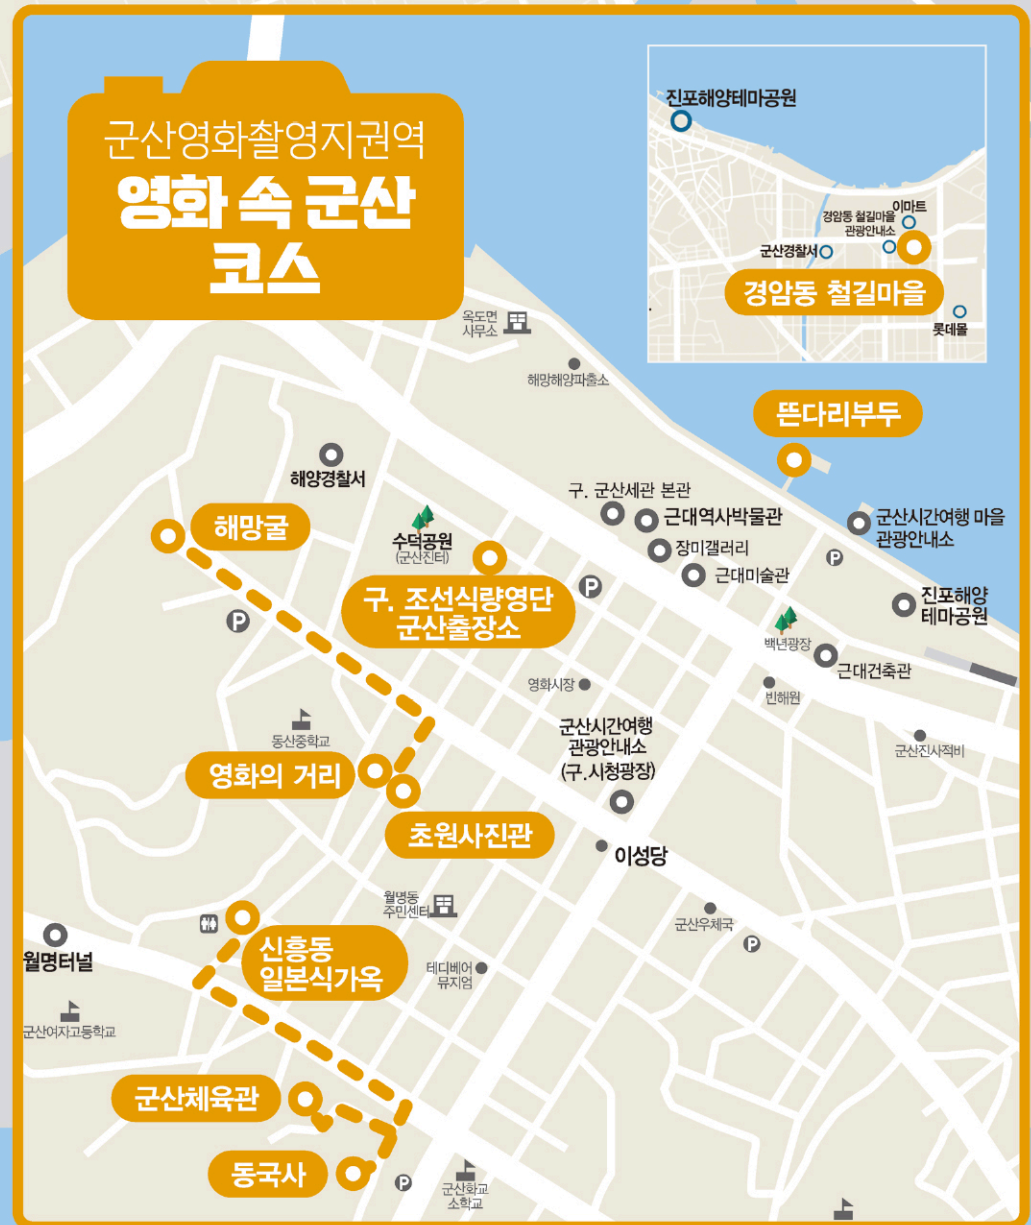 군산영화촬영지권역
영화 속 군산
코스
진포해양테마공원
이마트
경암동 철길마을
관광안내소
군산경찰서
경암동 철길마을
롯데몰
옥도면
사무소
해망해양파출소
뜬다리부두
해양경찰서
구. 군산세관 본관
근대역사박물관
군산시간여행 마을
관광안내소
해망굴
수덕공원
(군산진터)
장미갤러리
근대미술관
P
구. 조선식량영단
군산출장소
P
진포해양
테마공원
P
백년광장
근대건축관
영화시장
빈해원
동산중학교
군산시간여행
관광안내소
(구.시청광장)
군산진사적비
영화의 거리
초원사진관
이성당
월명동
주민센터
군산우체국
P
월명터널
신흥동
일본식가옥
테디베어
뮤지엄
군산여자고등학교
군산체육관
동국사
P
군산화교
소학교